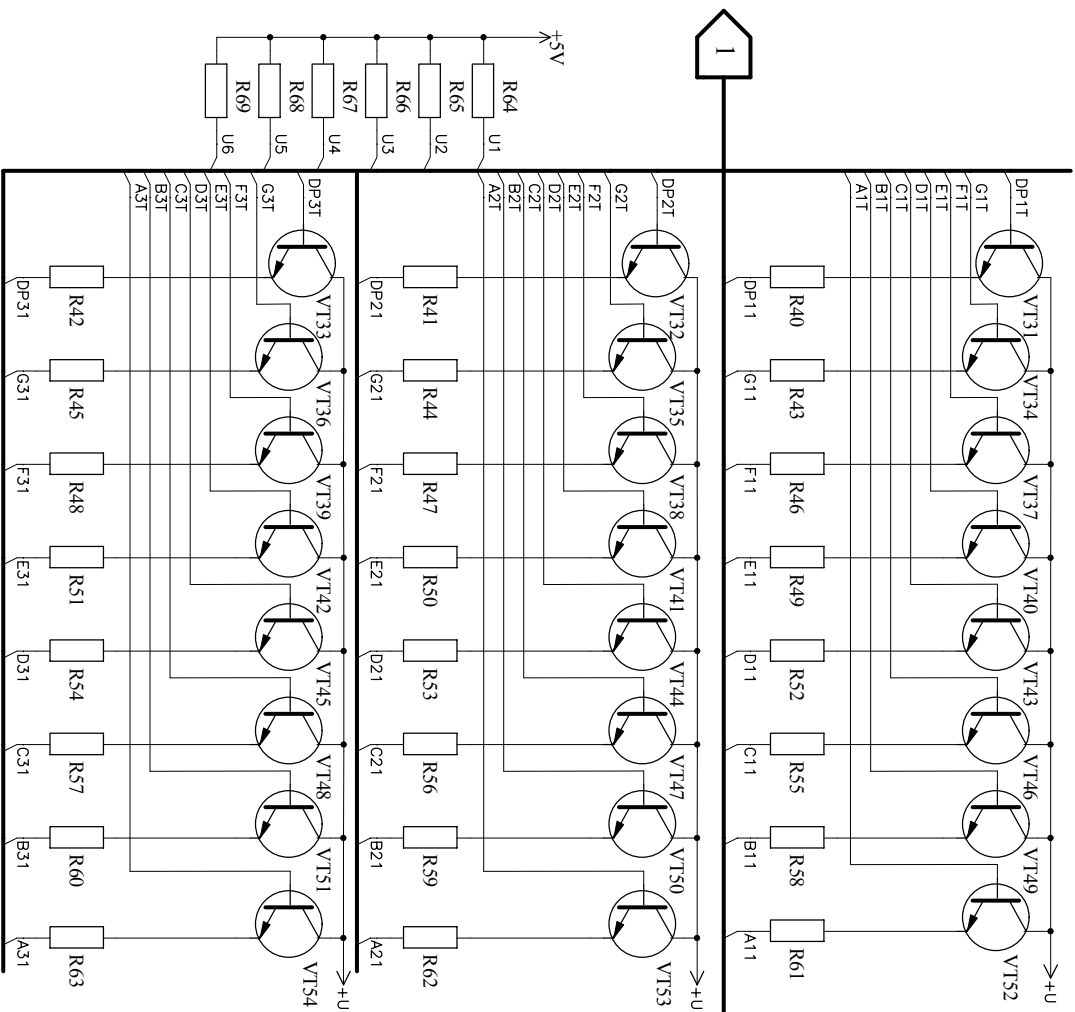 1
+5V
R64
R65
R66
R67
R68
R69
U1
U2
U3
U4
U5
U6
DP1T
G1T
F1T
E1T
D1T
C1T
B1T
A1T
VT31
VT34
VT37
VT40
VT43
VT46
VT49
VT52
+U
R40
R43
R46
R49
R52
R55
R58
R61
DP11
G11
F11
E11
D11
C11
B11
A11
DP2T
G2T
F2T
E2T
D2T
C2T
B2T
A2T
VT32
VT35
VT38
VT41
VT44
VT47
VT50
VT53
+U
R41
R44
R47
R50
R53
R56
R59
R62
DP21
G21
F21
E21
D21
C21
B21
A21
DP3T
G3T
F3T
E3T
D3T
C3T
B3T
A3T
VT33
VT36
VT39
VT42
VT45
VT48
VT51
VT54
+U
R42
R45
R48
R51
R54
R57
R60
R63
DP31
G31
F31
E31
D31
C31
B31
A31